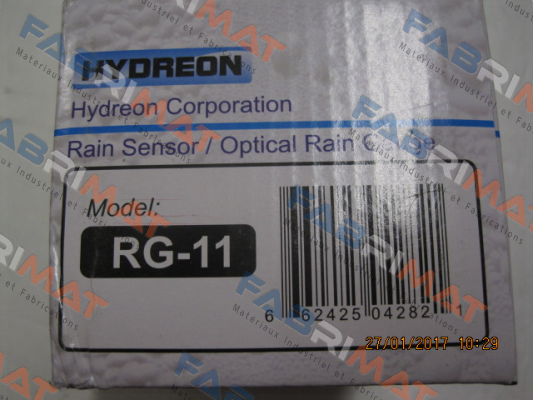 HYDREON
Hydreon Corporation
Rain Sensor / Optical Rain Gauge
Model:
RG-11
6 62425 04282 1
27/01/2017 10:29
FABRIMAT
Materiaux Industriel et Fabrications